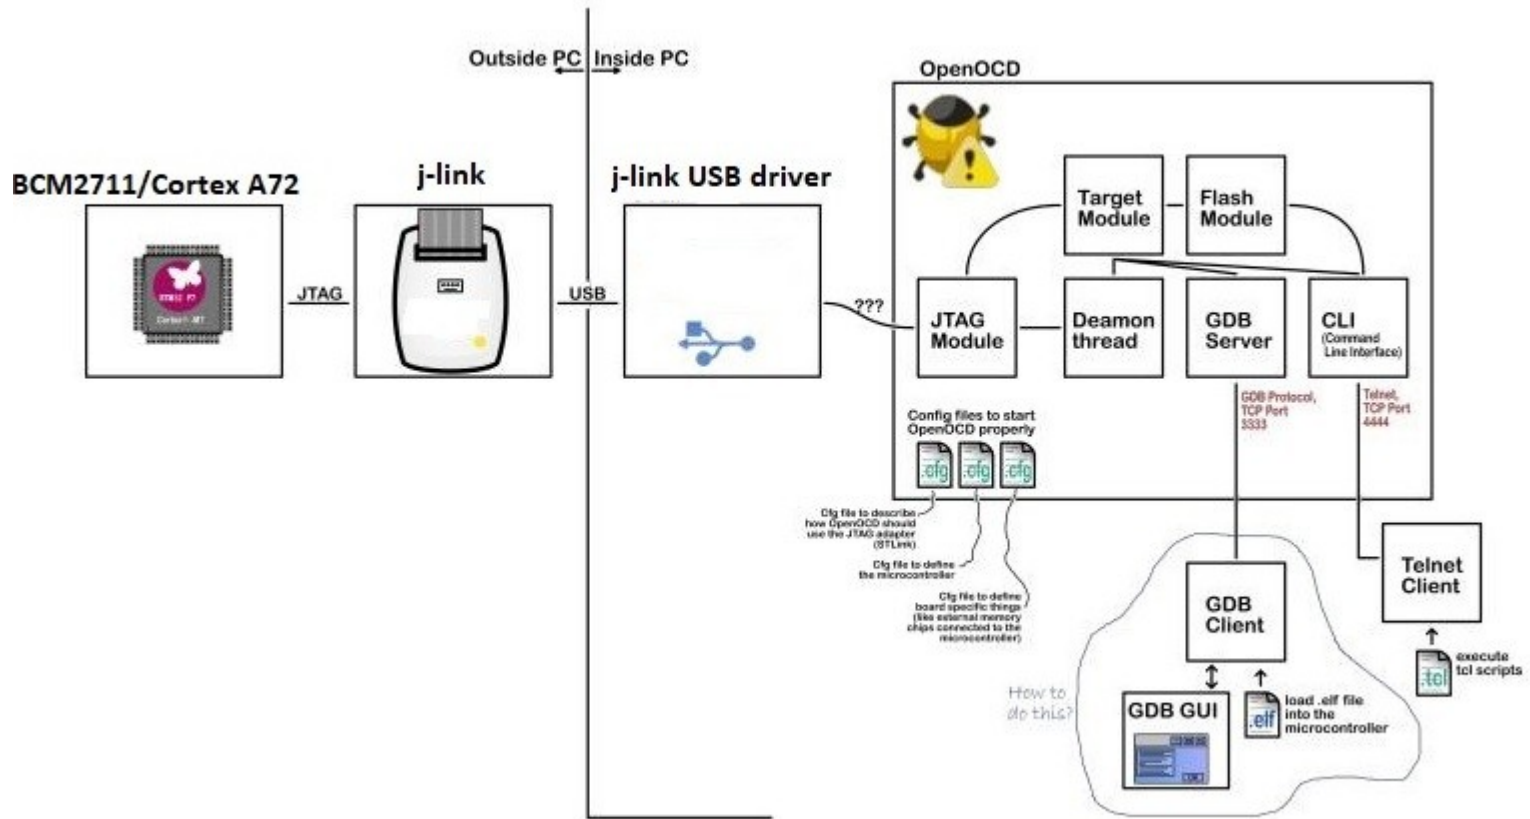 Outside PC
Inside PC
OpenOCD
BCM2711/Cortex A72
j-link
j-link USB driver
JTAG
USB
???
Target
Module
Flash
Module
JTAG
Module
Deamon
thread
GDB
Server
CLI
(Command
Line Interface)
GDB Protocol,
TCP Port
3333
Telnet,
TCP Port
4444
Config files to start
OpenOCD properly
.cfg
.cfg
.cfg
Cfg file to describe
how OpenOCD should
use the JTAG adapter
(STLink)
Cfg file to define
the microcontroller
Cfg file to define
board specific things
(like external memory
chips connected to the
microcontroller)
GDB
Client
Telnet
Client
execute
tcl scripts
.tcl
How to
do this?
GDB GUI
.elf
load .elf file
into the
microcontroller